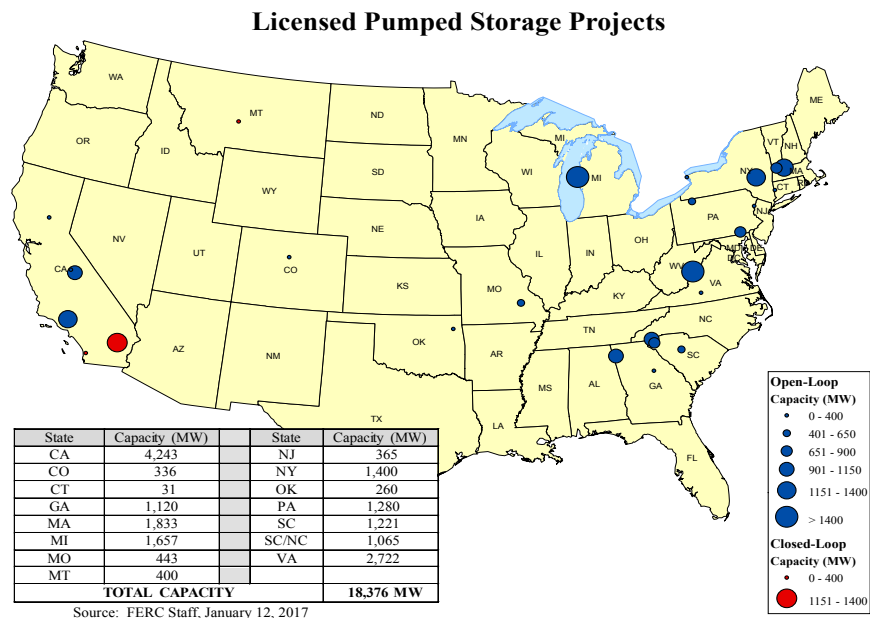 Licensed Pumped Storage Projects
WA
MT
ND
MN
ME
OR
ID
SD
WI
MI
MI
VT
NH
NY
MA
CT
RI
WY
IA
PA
NJ
NV
UT
NE
IL
IN
OH
MD
DE
DC
CA
CO
KS
MO
WV
VA
KY
AZ
NM
OK
AR
TN
NC
SC
MS
AL
GA
TX
LA
FL
State Capacity (MW) State Capacity (MW)
CA 4,243 NJ 365
CO 336 NY 1,400
CT 31 OK 260
GA 1,120 PA 1,280
MA 1,833 SC 1,221
MI 1,657 SC/NC 1,065
MO 443 VA 2,722
MT 400
TOTAL CAPACITY 18,376 MW
Source: FERC Staff, January 12, 2017
Open-Loop
Capacity (MW)
0 - 400
401 - 650
651 - 900
901 - 1150
1151 - 1400
> 1400
Closed-Loop
Capacity (MW)
0 - 400
1151 - 1400